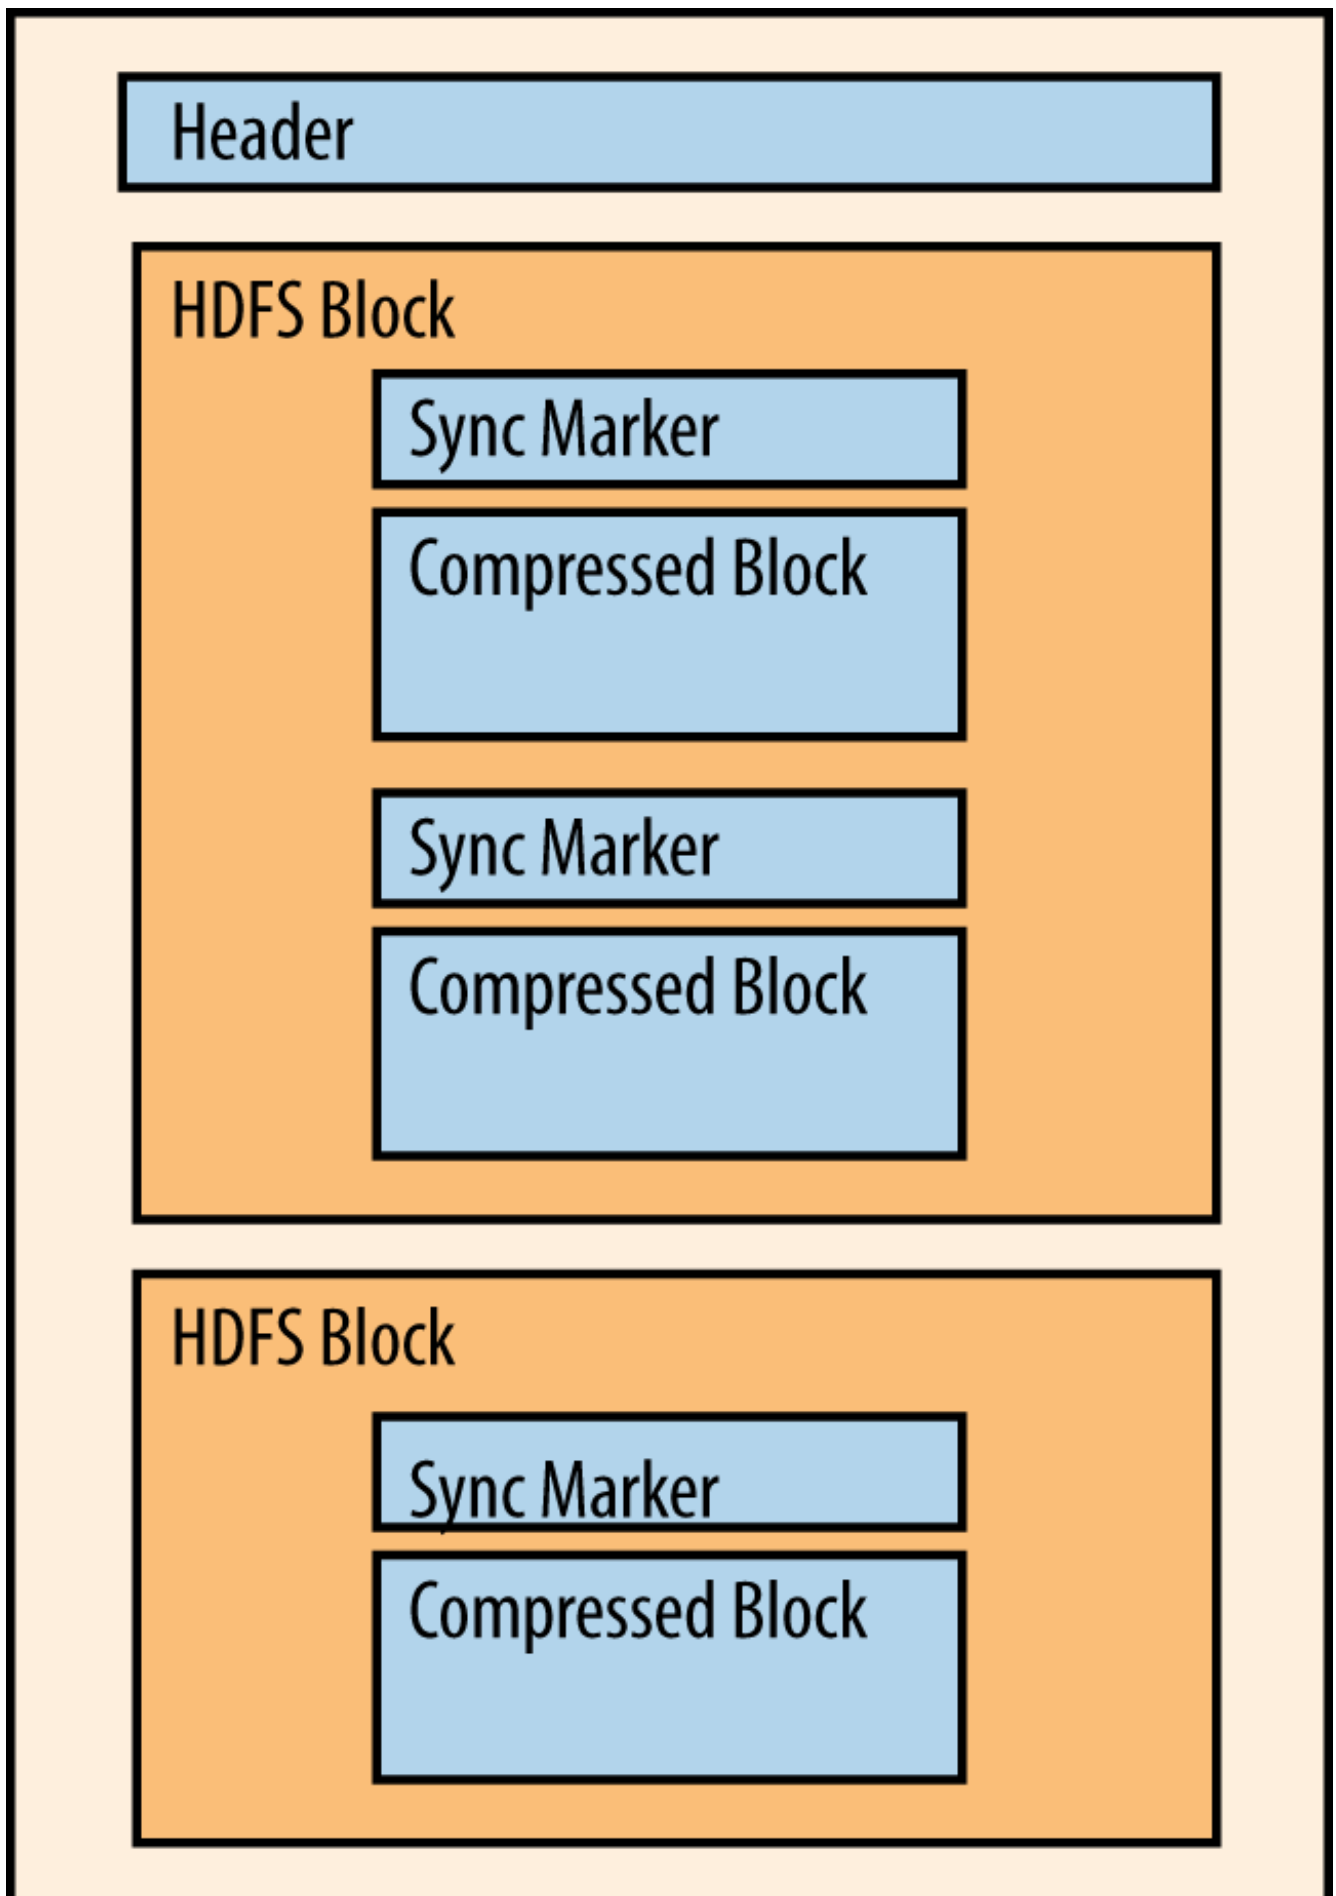 Header
HDFS Block
Sync Marker
Compressed Block
Sync Marker
Compressed Block
HDFS Block
Sync Marker
Compressed Block